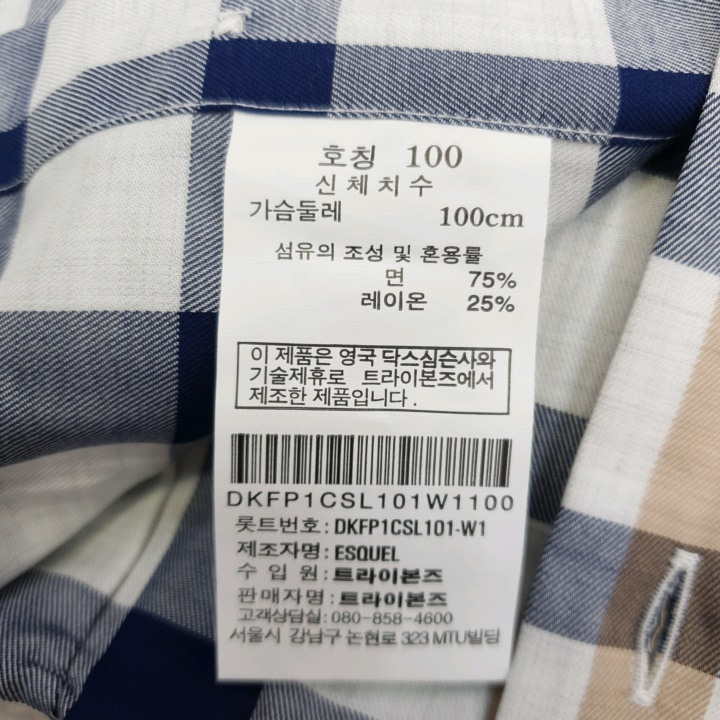 호칭 100
신체치수
가슴둘레 100cm
섬유의 조성 및 혼용률
면 75%
레이온 25%
이 제품은 영국 닥스심슨사와
기술제휴로 트라이본즈에서
제조한 제품입니다.
DKFP1CSL101W1100
롯트번호: DKFP1CSL101-W1
제조자명: ESQUEL
수 입 원: 트라이본즈
판매자명: 트라이본즈
고객상담실: 080-858-4600
서울시 강남구 논현로 323 MTU빌딩